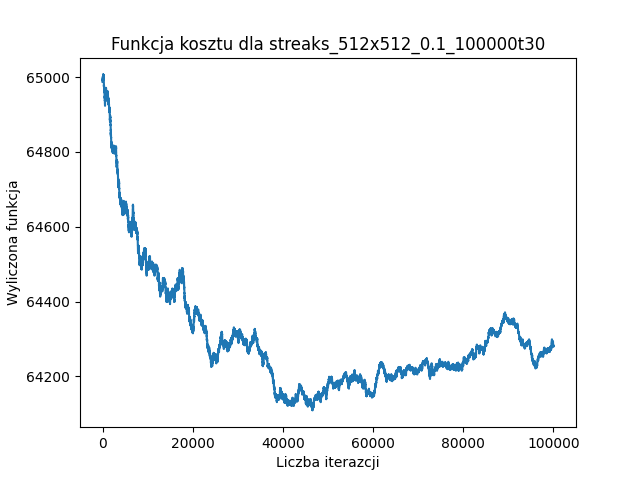 Funkcja kosztu dla streaks_512x512_0.1_100000t30
65000
64800
64600
64400
64200
Wyliczona funkcja
0 20000 40000 60000 80000 100000
Liczba iterazcji